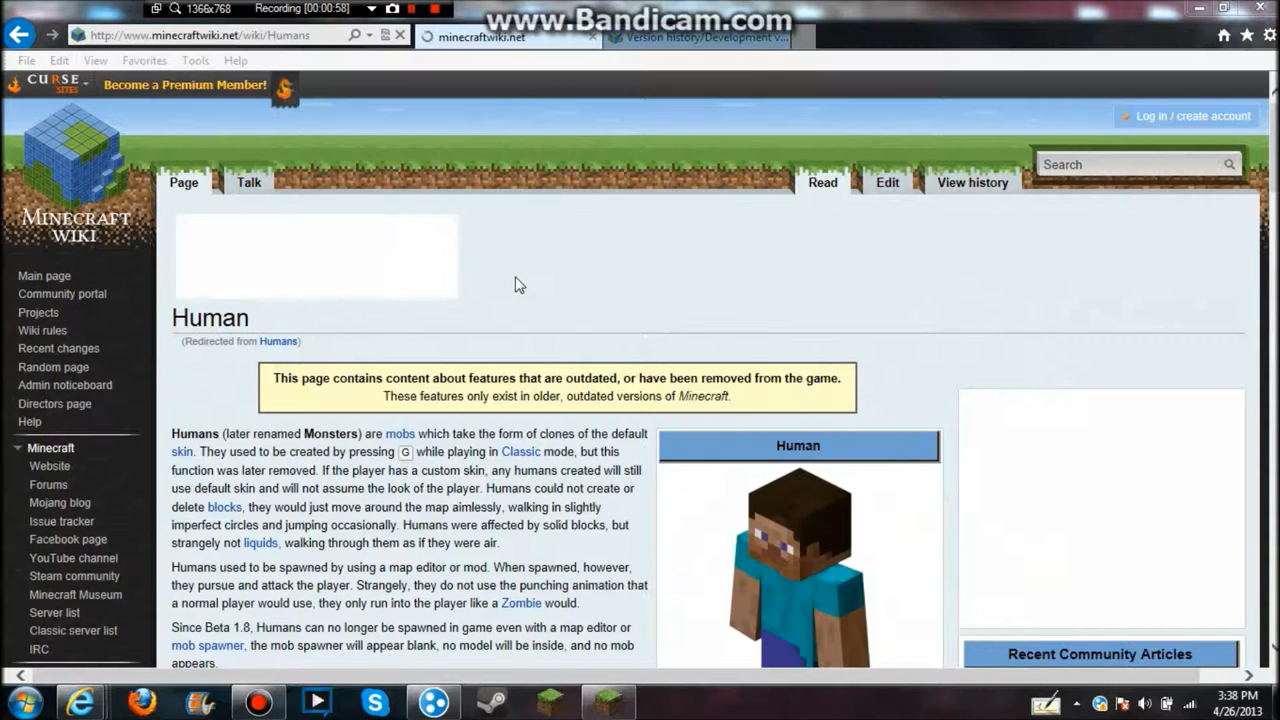 1366x768 Recording [00:00:58]
www.Bandicam.com
http://www.minecraftwiki.net/wiki/Humans
minecraftwiki.net
Version history/Development v...
File Edit View Favorites Tools Help
CURSE SITES
Become a Premium Member!
Log in / create account
Search
Page Talk Read Edit View history
MINECRAFT
WIKI
Main page
Community portal
Projects
Wiki rules
Recent changes
Random page
Admin noticeboard
Directors page
Help
Minecraft
Website
Forums
Mojang blog
Issue tracker
Facebook page
YouTube channel
Steam community
Minecraft Museum
Server list
Classic server list
IRC
Human
(Redirected from Humans)
This page contains content about features that are outdated, or have been removed from the game.
These features only exist in older, outdated versions of Minecraft.
Humans (later renamed Monsters) are mobs which take the form of clones of the default
skin. They used to be created by pressing G while playing in Classic mode, but this
function was later removed. If the player has a custom skin, any humans created will still
use default skin and will not assume the look of the player. Humans could not create or
delete blocks, they would just move around the map aimlessly, walking in slightly
imperfect circles and jumping occasionally. Humans were affected by solid blocks, but
strangely not liquids, walking through them as if they were air.
Humans used to be spawned by using a map editor or mod. When spawned, however,
they pursue and attack the player. Strangely, they do not use the punching animation that
a normal player would use, they only run into the player like a Zombie would.
Since Beta 1.8, Humans can no longer be spawned in game even with a map editor or
mob spawner, the mob spawner will appear blank, no model will be inside, and no mob
appears.
Human
Recent Community Articles
3:38 PM
4/26/2013